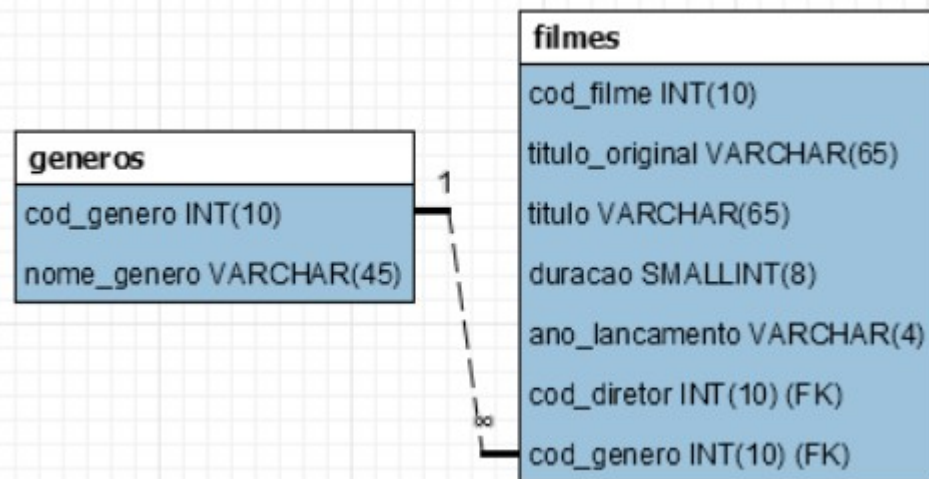 generos
cod_genero INT(10)
nome_genero VARCHAR(45)
1
∞
filmes
cod_filme INT(10)
titulo_original VARCHAR(65)
titulo VARCHAR(65)
duracao SMALLINT(8)
ano_lancamento VARCHAR(4)
cod_diretor INT(10) (FK)
cod_genero INT(10) (FK)